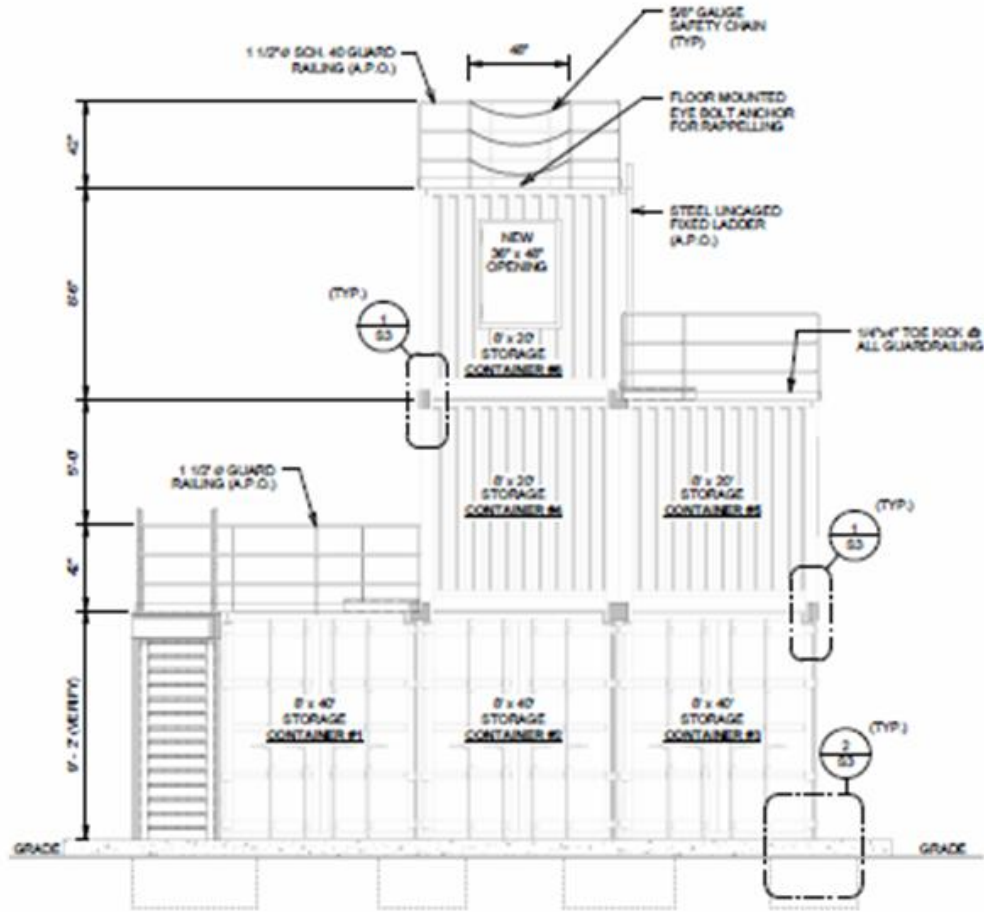 5/8" GAUGE
SAFETY CHAIN
(TYP)
1 1/2"Ø SCH. 40 GUARD
RAILING (A.P.O.)
48"
FLOOR MOUNTED
EYE BOLT ANCHOR
FOR RAPPELLING
42"
STEEL UNCAGED
FIXED LADDER
(A.P.O.)
NEW
36" x 48"
OPENING
(TYP.)
1
S3
8' x 20'
STORAGE
CONTAINER #6
1/4"x4" TOE KICK @
ALL GUARDRAILING
1 1/2" Ø GUARD
RAILING (A.P.O.)
8' x 20'
STORAGE
CONTAINER #4
8' x 20'
STORAGE
CONTAINER #5
(TYP.)
1
S3
42"
(VERIFY)
8' x 40'
STORAGE
CONTAINER #1
8' x 40'
STORAGE
CONTAINER #2
8' x 40'
STORAGE
CONTAINER #3
(TYP.)
2
S3
GRADE
GRADE